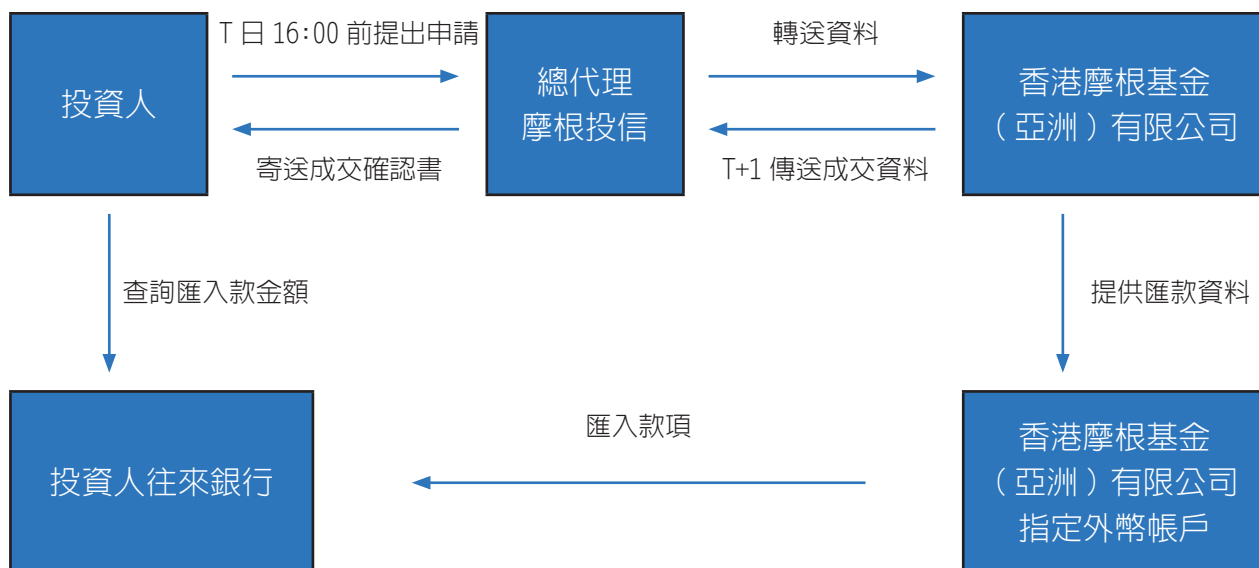 T 日 16:00 前提出申請
轉送資料
投資人
總代理
摩根投信
香港摩根基金
（亞洲）有限公司
寄送成交確認書
T+1 傳送成交資料
查詢匯入款金額
提供匯款資料
匯入款項
投資人往來銀行
香港摩根基金
（亞洲）有限公司
指定外幣帳戶